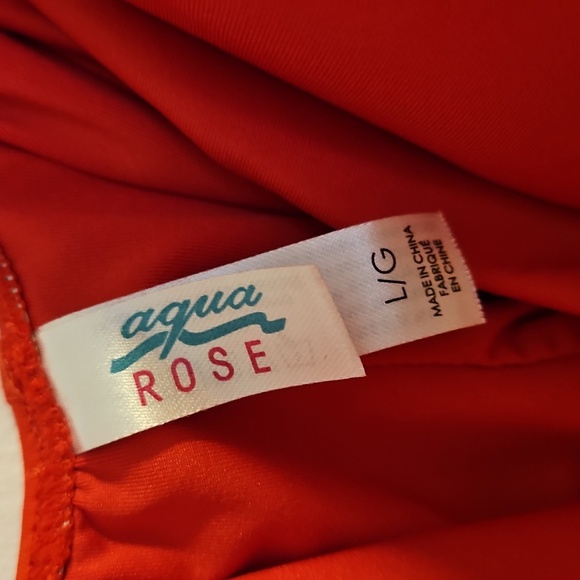 aqua
ROSE
L/G
MADE IN CHINA
FABRIQUÉ
EN CHINE